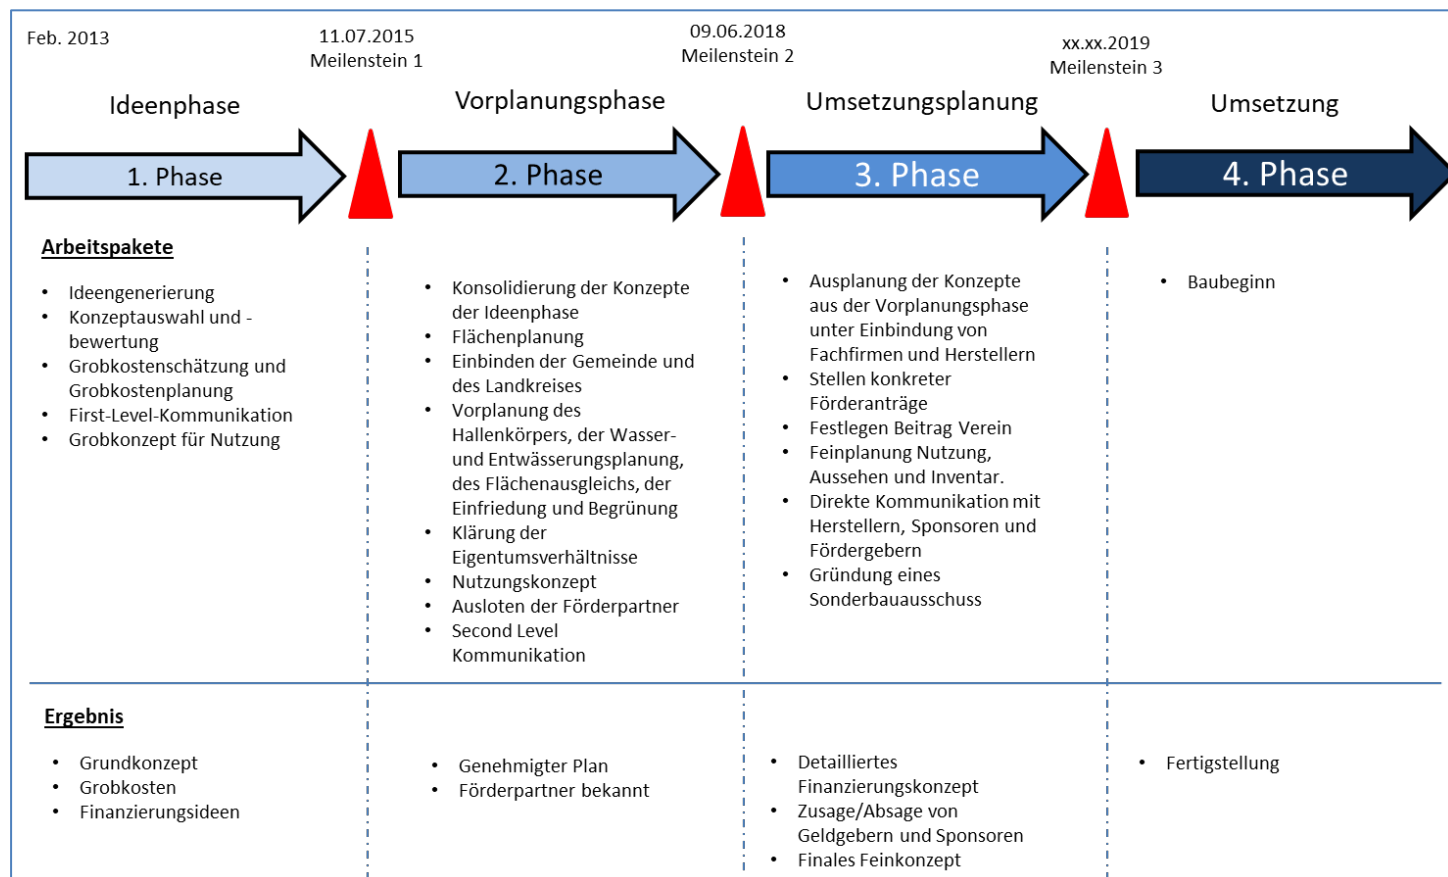 Feb. 2013
11.07.2015
Meilenstein 1
09.06.2018
Meilenstein 2
xx.xx.2019
Meilenstein 3
Ideenphase
Vorplanungsphase
Umsetzungsplanung
Umsetzung
1. Phase
2. Phase
3. Phase
4. Phase
Arbeitspakete
• Ideengenerierung
• Konzeptauswahl und -
bewertung
• Grobkostenschätzung und
Grobkostenplanung
• First-Level-Kommunikation
• Grobkonzept für Nutzung
• Konsolidierung der Konzepte
der Ideenphase
• Flächenplanung
• Einbinden der Gemeinde und
des Landkreises
• Vorplanung des
Hallenkörpers, der Wasser-
und Entwässerungsplanung,
des Flächenausgleichs, der
Einfriedung und Begrünung
• Klärung der
Eigentumsverhältnisse
• Nutzungskonzept
• Ausloten der Förderpartner
• Second Level
Kommunikation
• Ausplanung der Konzepte
aus der Vorplanungsphase
unter Einbindung von
Fachfirmen und Herstellern
• Stellen konkreter
Förderanträge
• Festlegen Beitrag Verein
• Feinplanung Nutzung,
Aussehen und Inventar.
• Direkte Kommunikation mit
Herstellern, Sponsoren und
Fördergebern
• Gründung eines
Sonderbauausschuss
• Baubeginn
Ergebnis
• Grundkonzept
• Grobkosten
• Finanzierungsideen
• Genehmigter Plan
• Förderpartner bekannt
• Detailliertes
Finanzierungskonzept
• Zusage/Absage von
Geldgebern und Sponsoren
• Finales Feinkonzept
• Fertigstellung